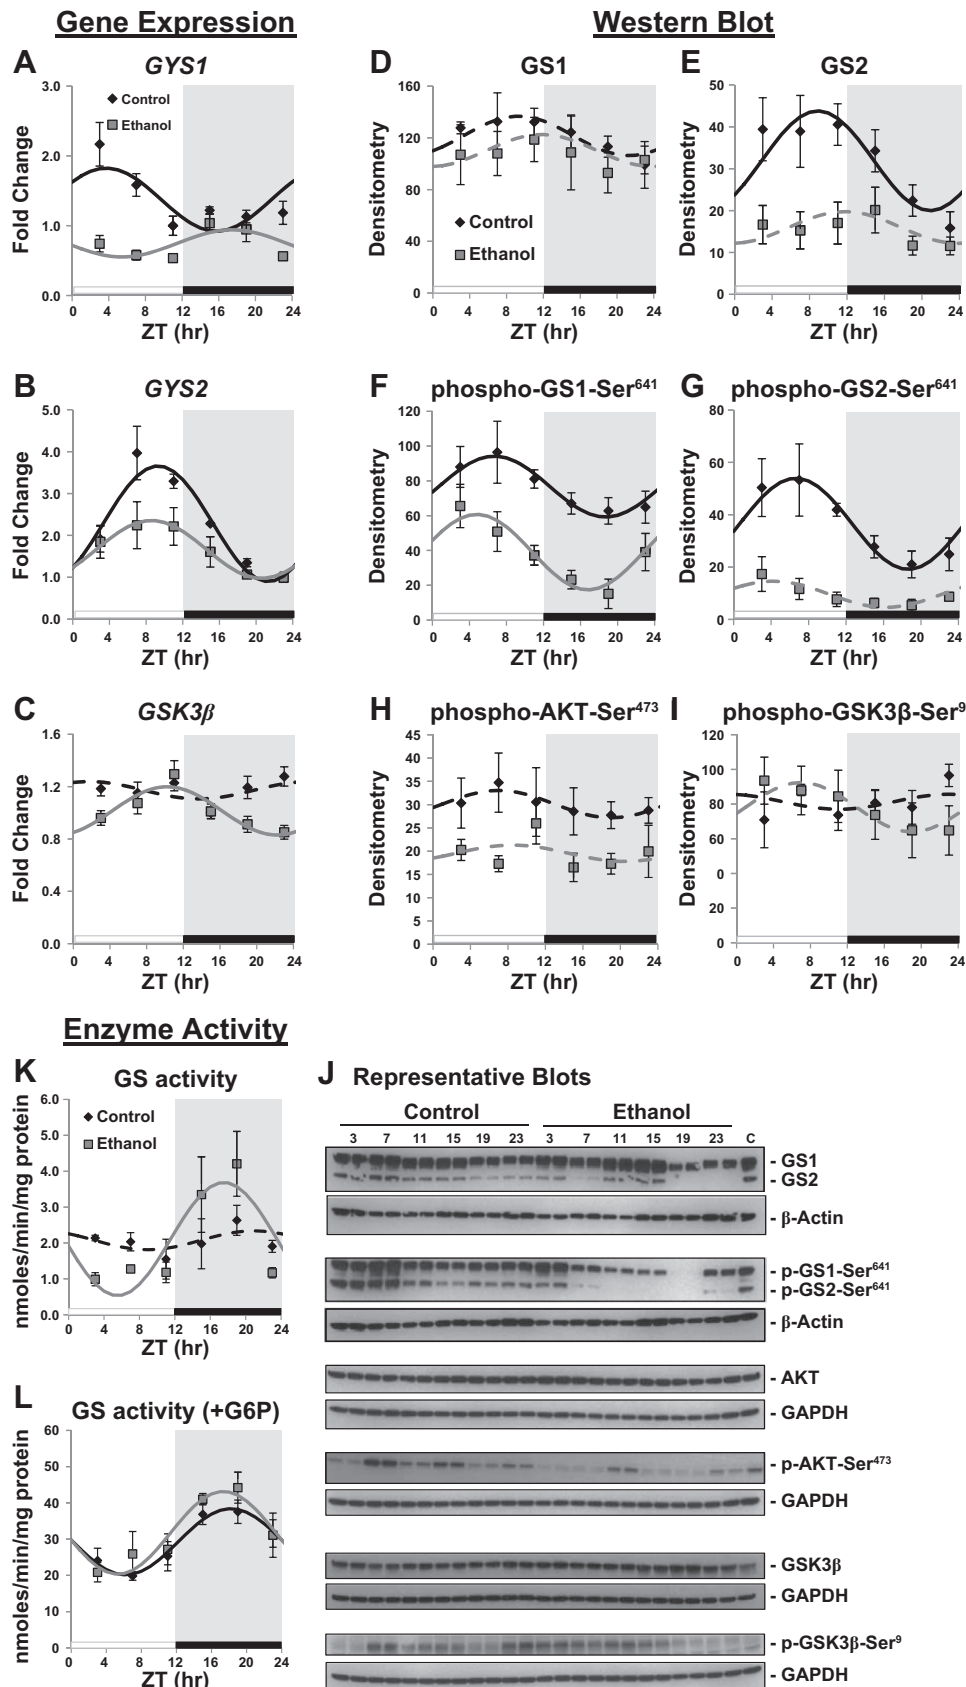 Gene Expression
Western Blot
A
GYS1
Fold Change
3.0
2.0
1.0
0.0
Control
Ethanol
0 4 8 12 16 20 24
ZT (hr)
D
GS1
Densitometry
160
120
80
40
0
Control
Ethanol
0 4 8 12 16 20 24
ZT (hr)
E
GS2
50
40
30
20
10
0
0 4 8 12 16 20 24
ZT (hr)
B
GYS2
Fold Change
5.0
4.0
3.0
2.0
1.0
0.0
0 4 8 12 16 20 24
ZT (hr)
F
phospho-GS1-Ser⁶⁴¹
Densitometry
120
100
80
60
40
20
0
0 4 8 12 16 20 24
ZT (hr)
G
phospho-GS2-Ser⁶⁴¹
80
60
40
20
0
0 4 8 12 16 20 24
ZT (hr)
C
GSK3β
Fold Change
1.6
1.2
0.8
0.4
0.0
0 4 8 12 16 20 24
ZT (hr)
H
phospho-AKT-Ser⁴⁷³
Densitometry
45
40
35
30
25
20
15
10
5
0
0 4 8 12 16 20 24
ZT (hr)
I
phospho-GSK3β-Ser⁹
Densitometry
120
100
80
60
0
20
0
0 4 8 12 16 20 24
ZT (hr)
Enzyme Activity
K
GS activity
nmoles/min/mg protein
6.0
5.0
4.0
3.0
2.0
1.0
0.0
Control
Ethanol
0 4 8 12 16 20 24
ZT (hr)
L
GS activity (+G6P)
nmoles/min/mg protein
60
50
40
30
20
10
0
0 4 8 12 16 20 24
ZT (hr)
J Representative Blots
Control Ethanol
3 7 11 15 19 23 3 7 11 15 19 23 C
- GS1
- GS2
- β-Actin
- p-GS1-Ser⁶⁴¹
- p-GS2-Ser⁶⁴¹
- β-Actin
- AKT
- GAPDH
- p-AKT-Ser⁴⁷³
- GAPDH
- GSK3β
- GAPDH
- p-GSK3β-Ser⁹
- GAPDH